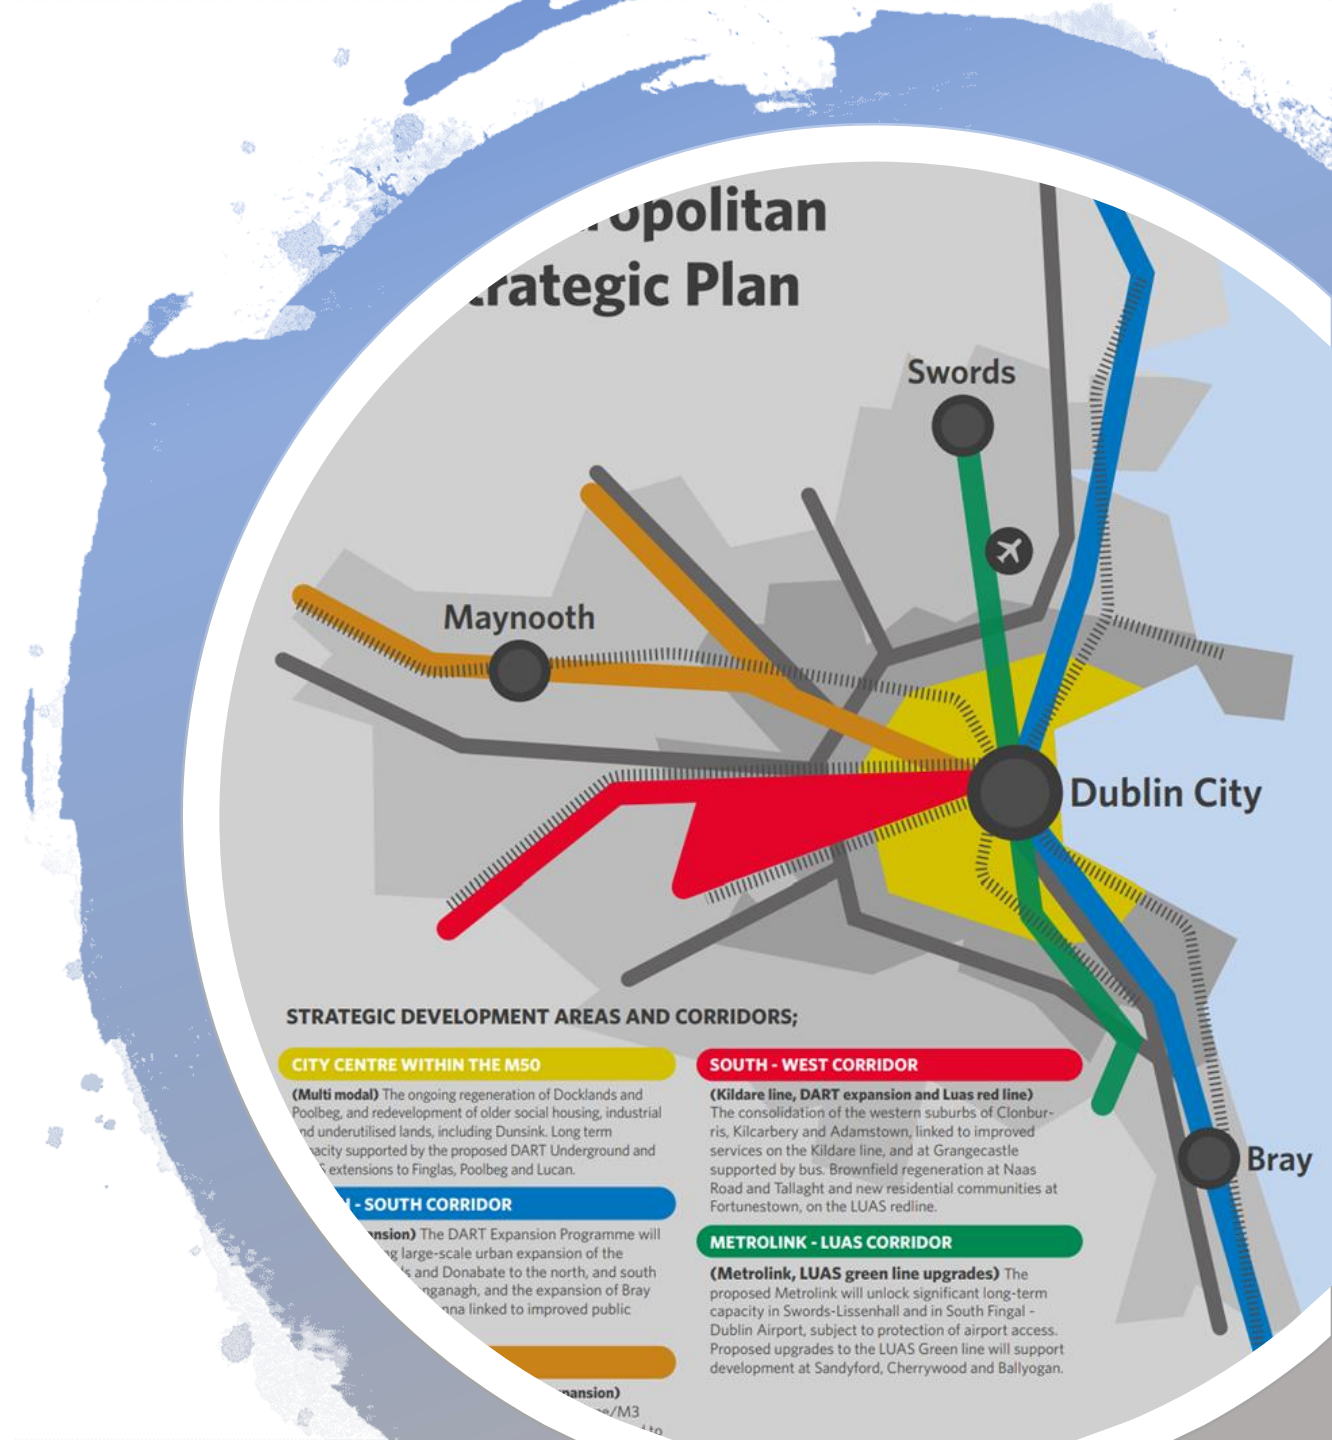 opolitan
rategic Plan
Swords
Maynooth
Dublin City
Bray
STRATEGIC DEVELOPMENT AREAS AND CORRIDORS;
CITY CENTRE WITHIN THE M50
(Multi modal) The ongoing regeneration of Docklands and
Poolbeg, and redevelopment of older social housing, industrial
nd underutilised lands, including Dunsink. Long term
acity supported by the proposed DART Underground and
extensions to Finglas, Poolbeg and Lucan.
- SOUTH CORRIDOR
nsion) The DART Expansion Programme will
g large-scale urban expansion of the
s and Donabate to the north, and south
nganagh, and the expansion of Bray
na linked to improved public
pansion)
e/M3
to
SOUTH - WEST CORRIDOR
(Kildare line, DART expansion and Luas red line)
The consolidation of the western suburbs of Clonbur-
ris, Kilcarbery and Adamstown, linked to improved
services on the Kildare line, and at Grangecastle
supported by bus. Brownfield regeneration at Naas
Road and Tallaght and new residential communities at
Fortunestown, on the LUAS redline.
METROLINK - LUAS CORRIDOR
(Metrolink, LUAS green line upgrades) The
proposed Metrolink will unlock significant long-term
capacity in Swords-Lissenhall and in South Fingal -
Dublin Airport, subject to protection of airport access.
Proposed upgrades to the LUAS Green line will support
development at Sandyford, Cherrywood and Ballyogan.